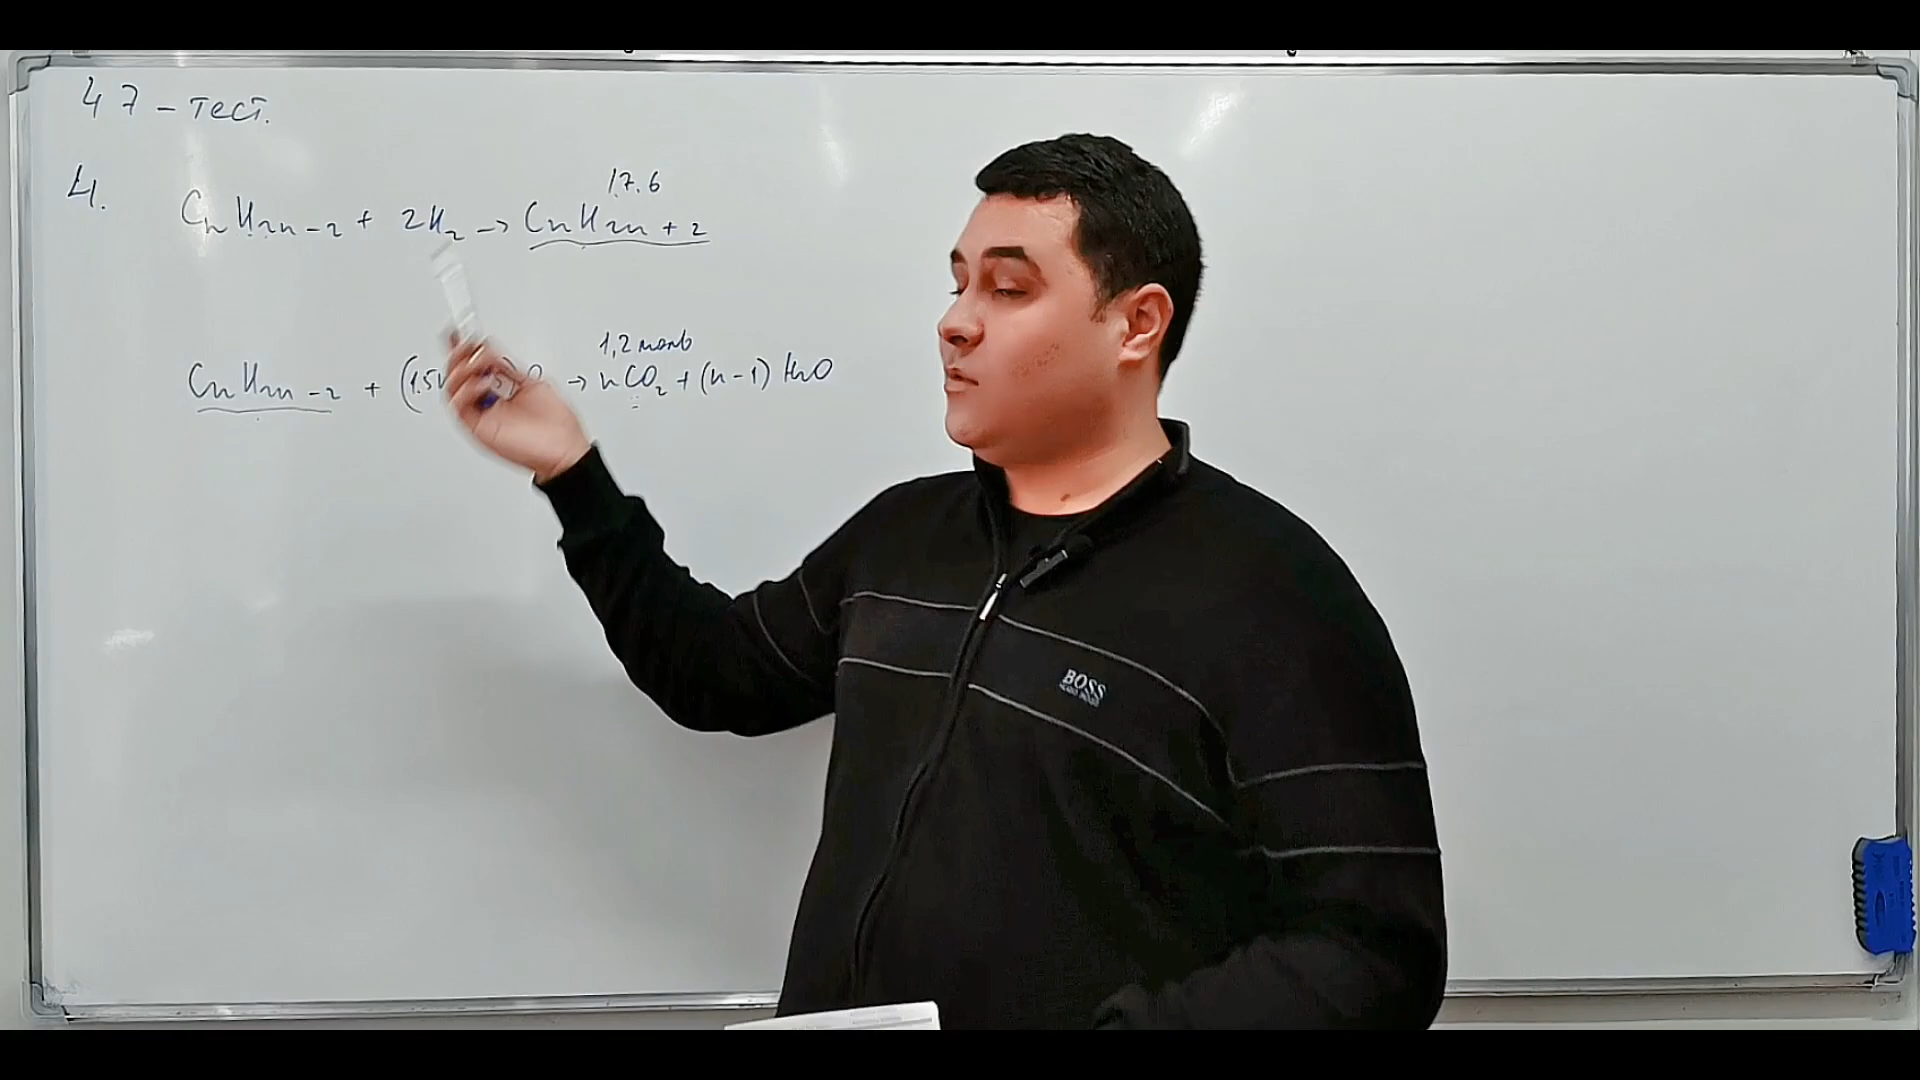 47 - тест.
4.
17.6
CnH2n-2 + 2H2 → CnH2n+2
1,2 моль
CnH2n-2 + (1.5n → nCO2 + (n-1) H2O
BOSS